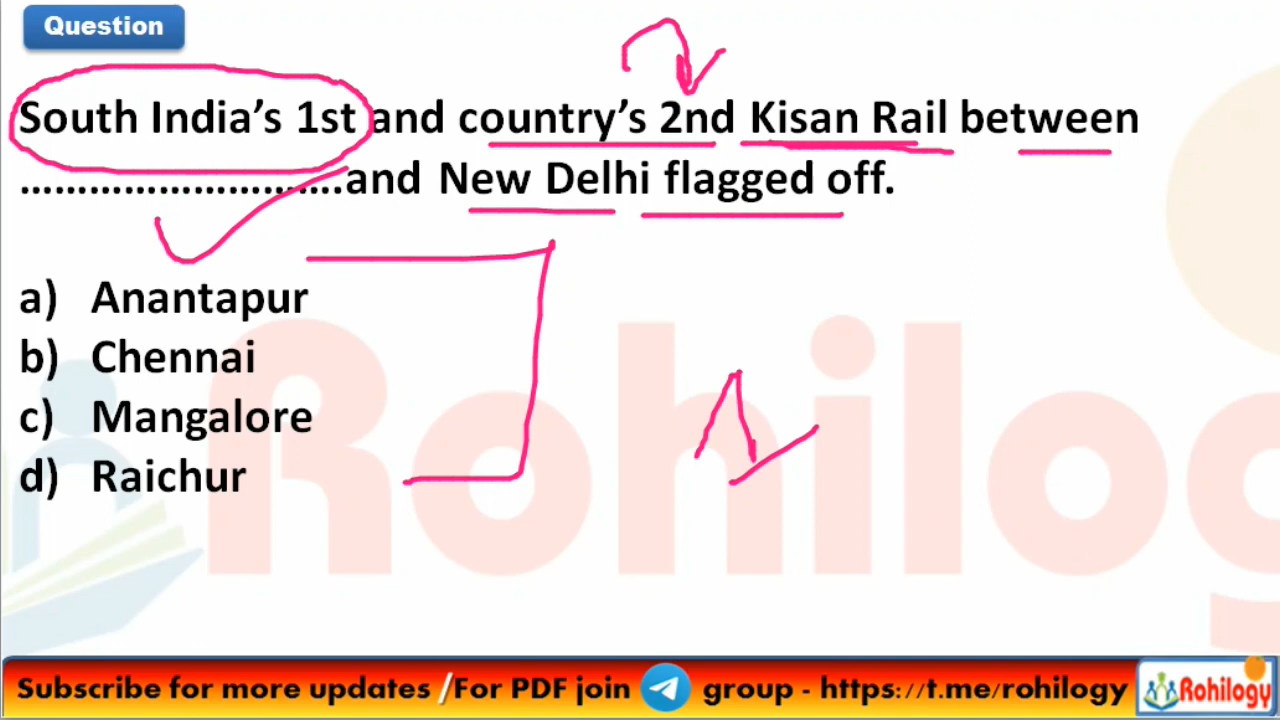 Question
South India's 1st and country's 2nd Kisan Rail between
………………………….and New Delhi flagged off.
a) Anantapur
b) Chennai
c) Mangalore
d) Raichur
Rohilog
Subscribe for more updates /For PDF join group - https://t.me/rohilogy
Rohilogy